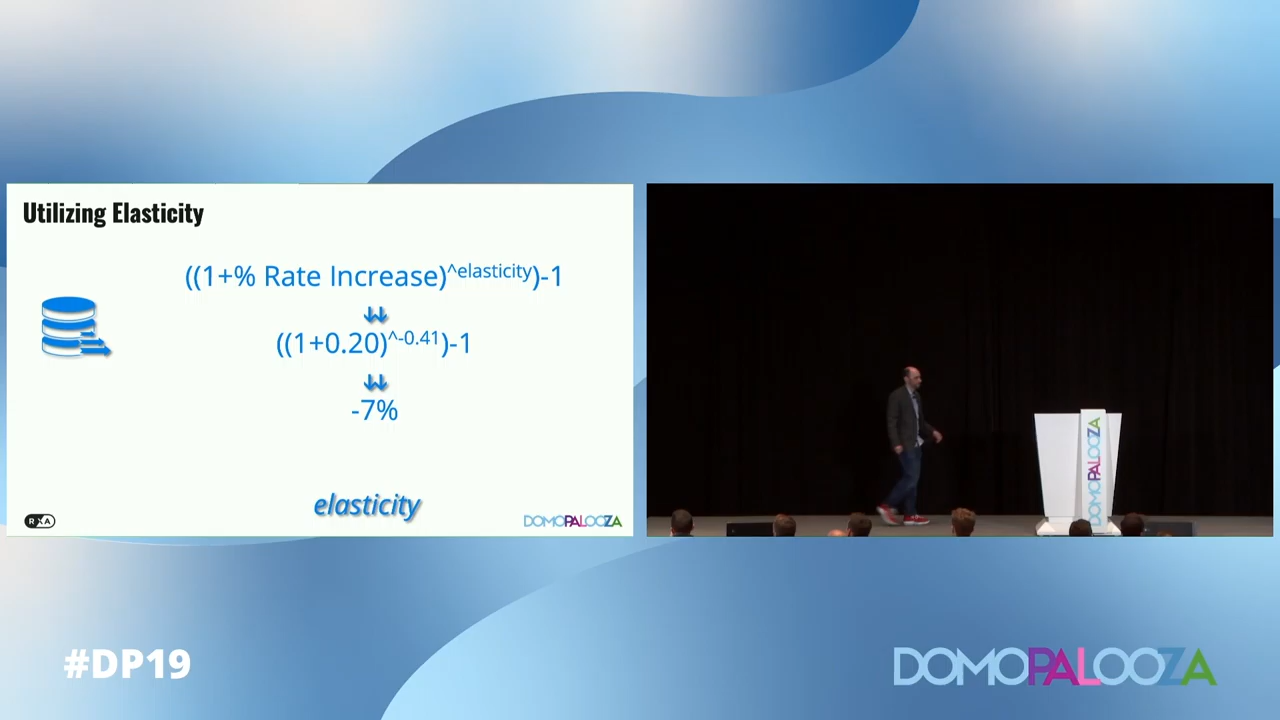 Utilizing Elasticity
((1+% Rate Increase)^elasticity)-1
((1+0.20)^-0.41)-1
-7%
elasticity
RXA
DOMOPALOOZA
DOMOPALOOZA
#DP19
DOMOPALOOZA